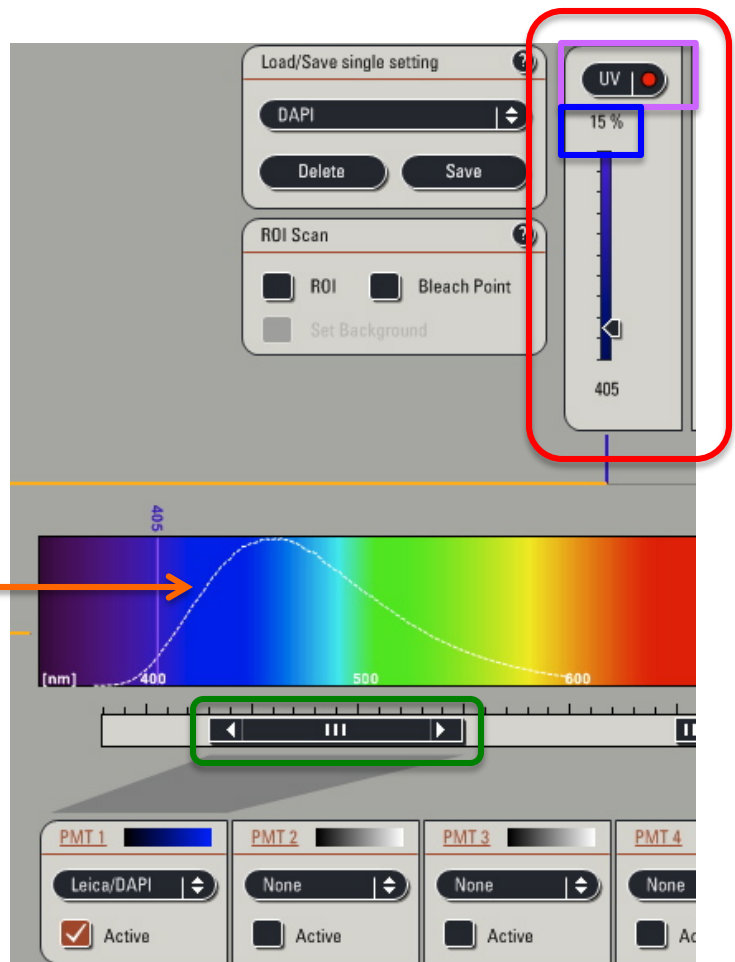 Load/Save single setting ?
DAPI
Delete Save
ROI Scan ?
ROI Bleach Point
Set Background
UV
15 %
405
405
[nm] 400 500 600
PMT 1 PMT 2 PMT 3 PMT 4
Leica/DAPI None None None
Active Active Active